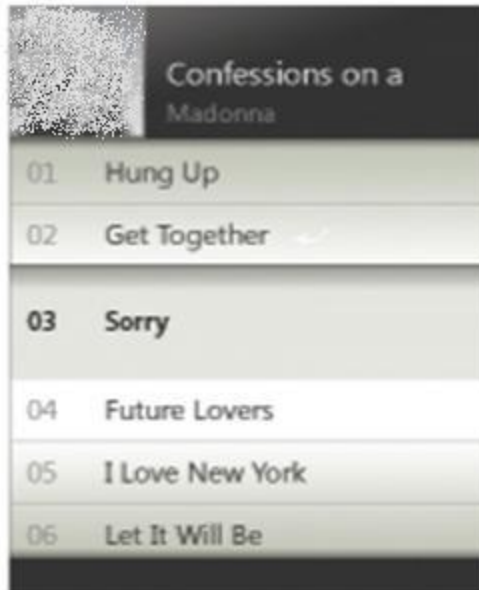 Confessions on a
Madonna
01 Hung Up
02 Get Together
03 Sorry
04 Future Lovers
05 I Love New York
06 Let It Will Be